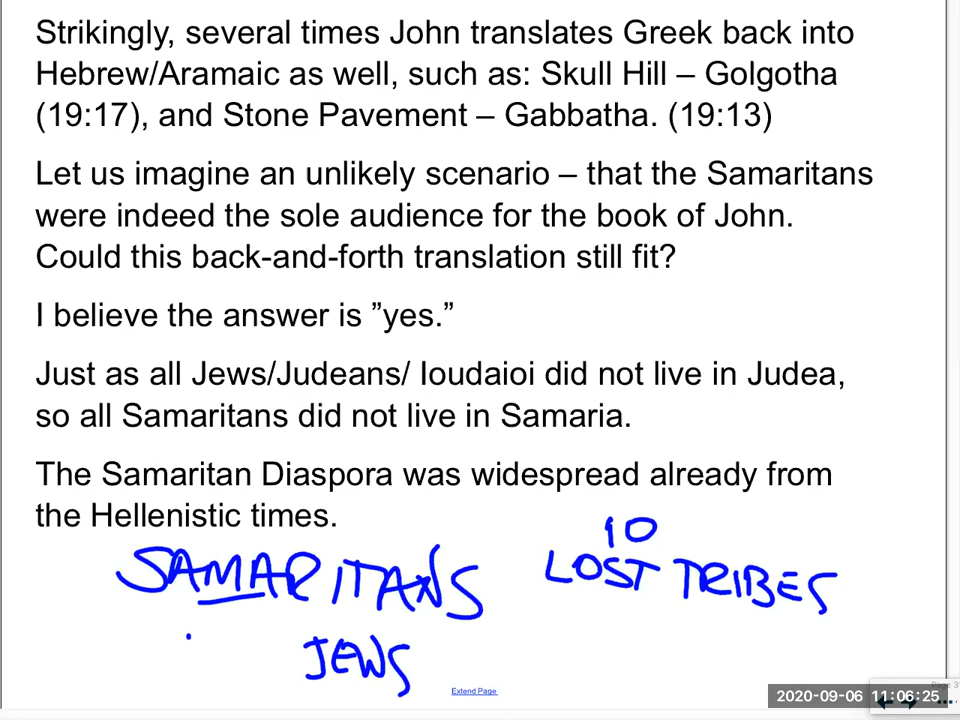 Strikingly, several times John translates Greek back into
Hebrew/Aramaic as well, such as: Skull Hill – Golgotha
(19:17), and Stone Pavement – Gabbatha. (19:13)
Let us imagine an unlikely scenario – that the Samaritans
were indeed the sole audience for the book of John.
Could this back-and-forth translation still fit?
I believe the answer is ”yes.”
Just as all Jews/Judeans/ Ioudaioi did not live in Judea,
so all Samaritans did not live in Samaria.
The Samaritan Diaspora was widespread already from
the Hellenistic times.
10
SAMARITANS LOST TRIBES
JEWS
Extend Page
2020-09-06 11:06:25